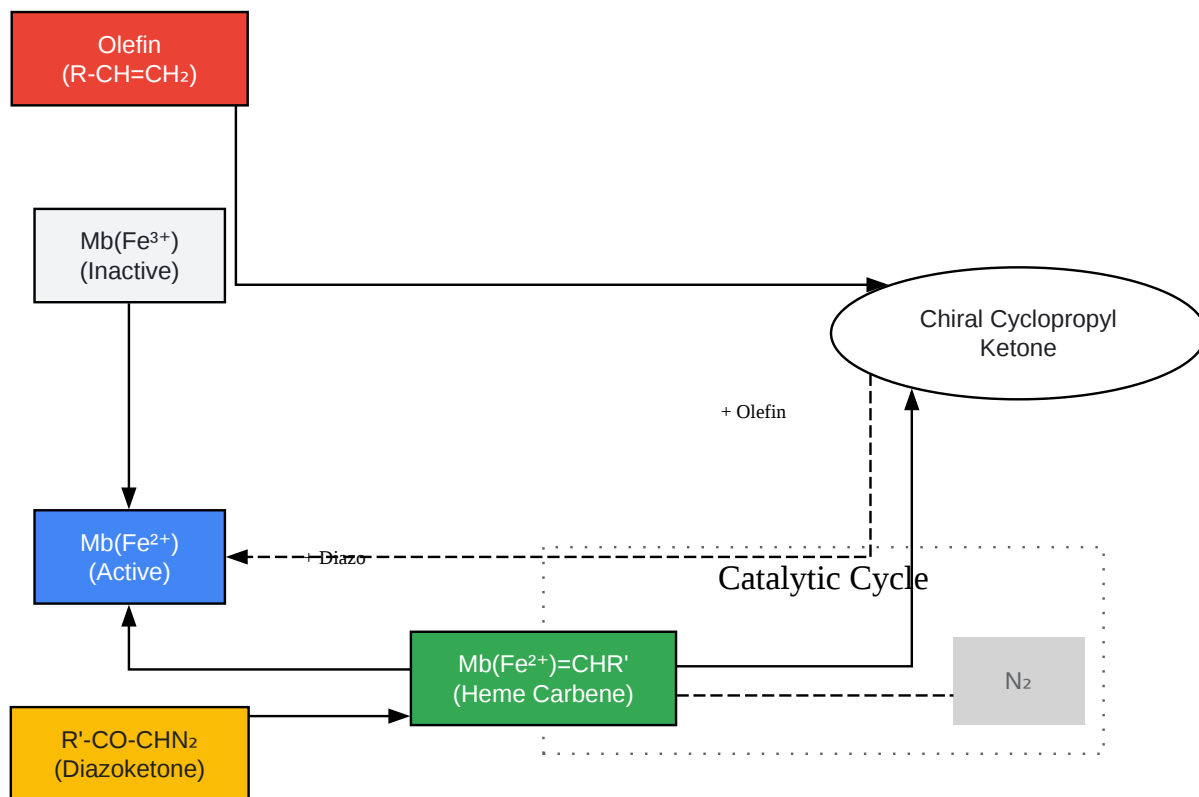 Olefin
(R-CH=CH₂)
Mb(Fe³⁺)
(Inactive)
Chiral Cyclopropyl
Ketone
+ Olefin
Mb(Fe²⁺)
(Active)
+ Diazo
Catalytic Cycle
Mb(Fe²⁺)=CHR'
(Heme Carbene)
N₂
R'-CO-CHN₂
(Diazoketone)